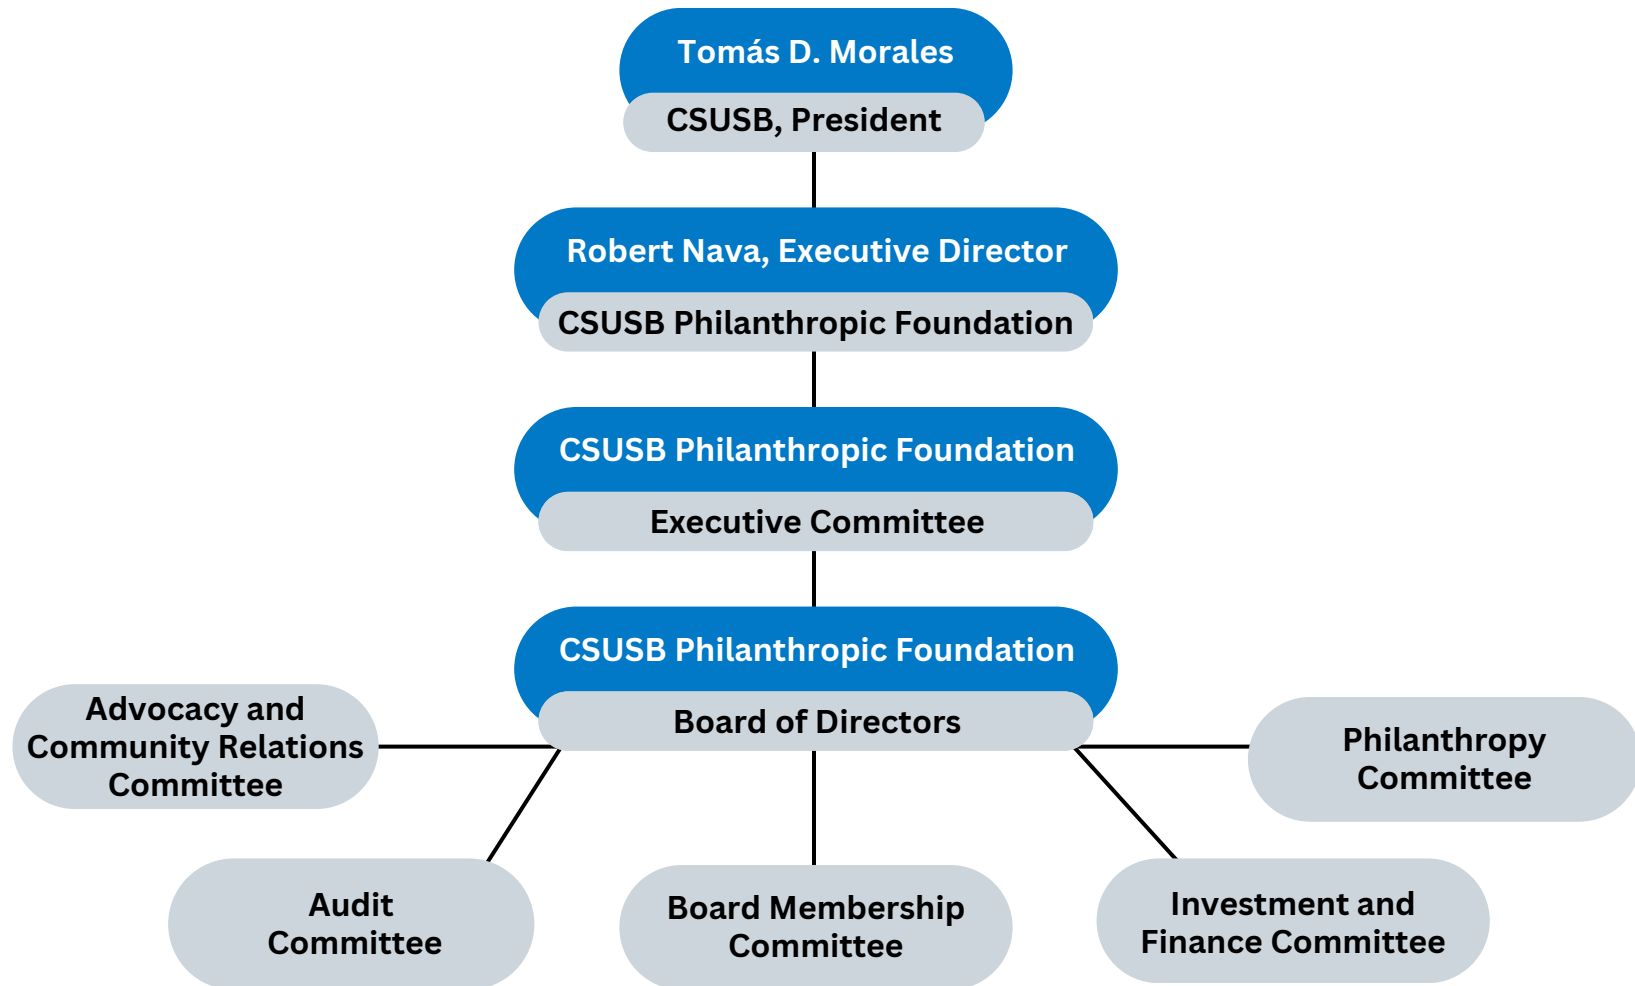 Tomás D. Morales
CSUSB, President
Robert Nava, Executive Director
CSUSB Philanthropic Foundation
CSUSB Philanthropic Foundation
Executive Committee
CSUSB Philanthropic Foundation
Board of Directors
Advocacy and
Community Relations
Committee
Philanthropy
Committee
Audit
Committee
Board Membership
Committee
Investment and
Finance Committee